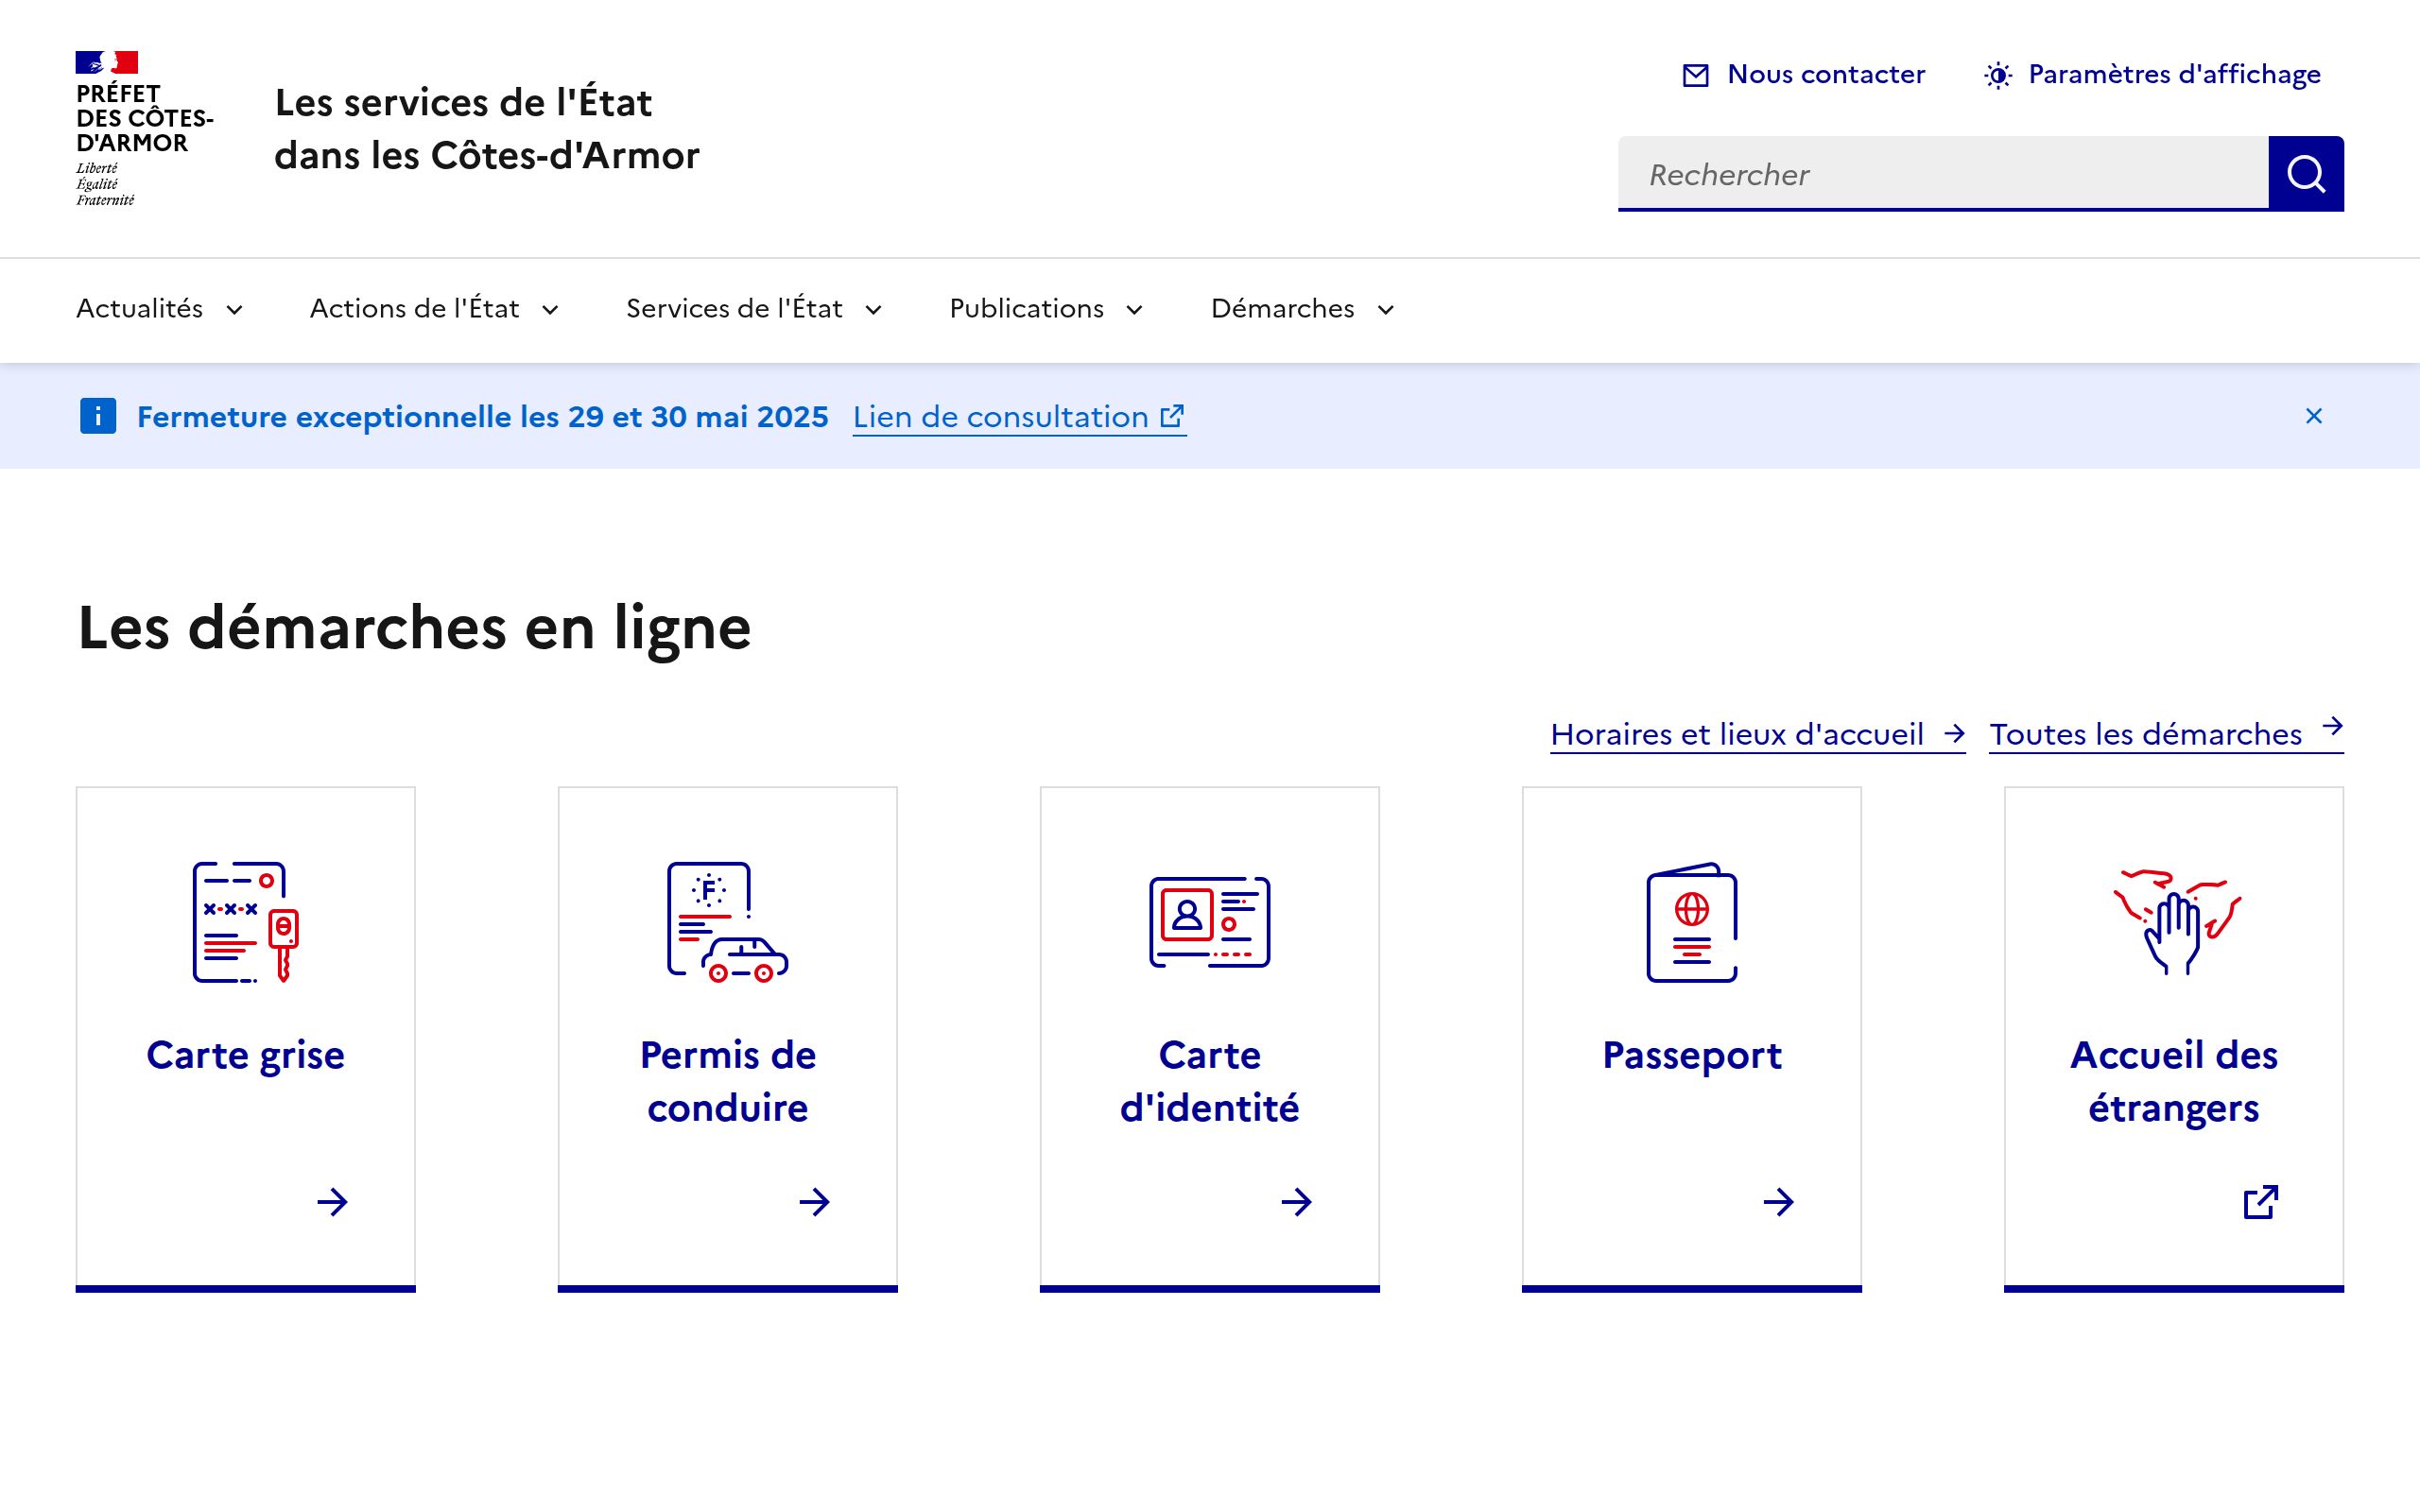 PRÉFET
DES CÔTES-
D'ARMOR
Liberté
Égalité
Fraternité
Les services de l'État
dans les Côtes-d'Armor
Nous contacter
Paramètres d'affichage
Rechercher
Actualités
Actions de l'État
Services de l'État
Publications
Démarches
Fermeture exceptionnelle les 29 et 30 mai 2025 Lien de consultation
Les démarches en ligne
Horaires et lieux d'accueil
Toutes les démarches
F
Carte grise
Permis de
conduire
Carte
d'identité
Passeport
Accueil des
étrangers